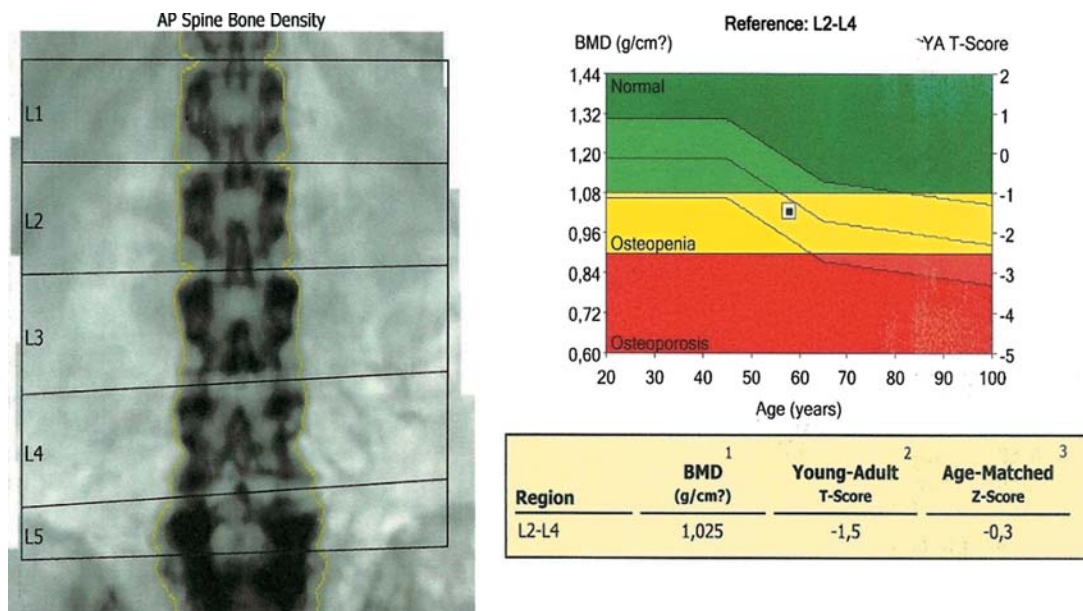 AP Spine Bone Density
L1
L2
L3
L4
L5
Reference: L2-L4
BMD (g/cm?)
YA T-Score
1,44
1,32
1,20
1,08
0,96
0,84
0,72
0,60
Normal
Osteopenia
Osteoporosis
2
1
0
-1
-2
-3
-4
-5
20 30 40 50 60 70 80 90 100
Age (years)
1 2 3
BMD Young-Adult Age-Matched
Region (g/cm?) T-Score Z-Score
L2-L4 1,025 -1,5 -0,3